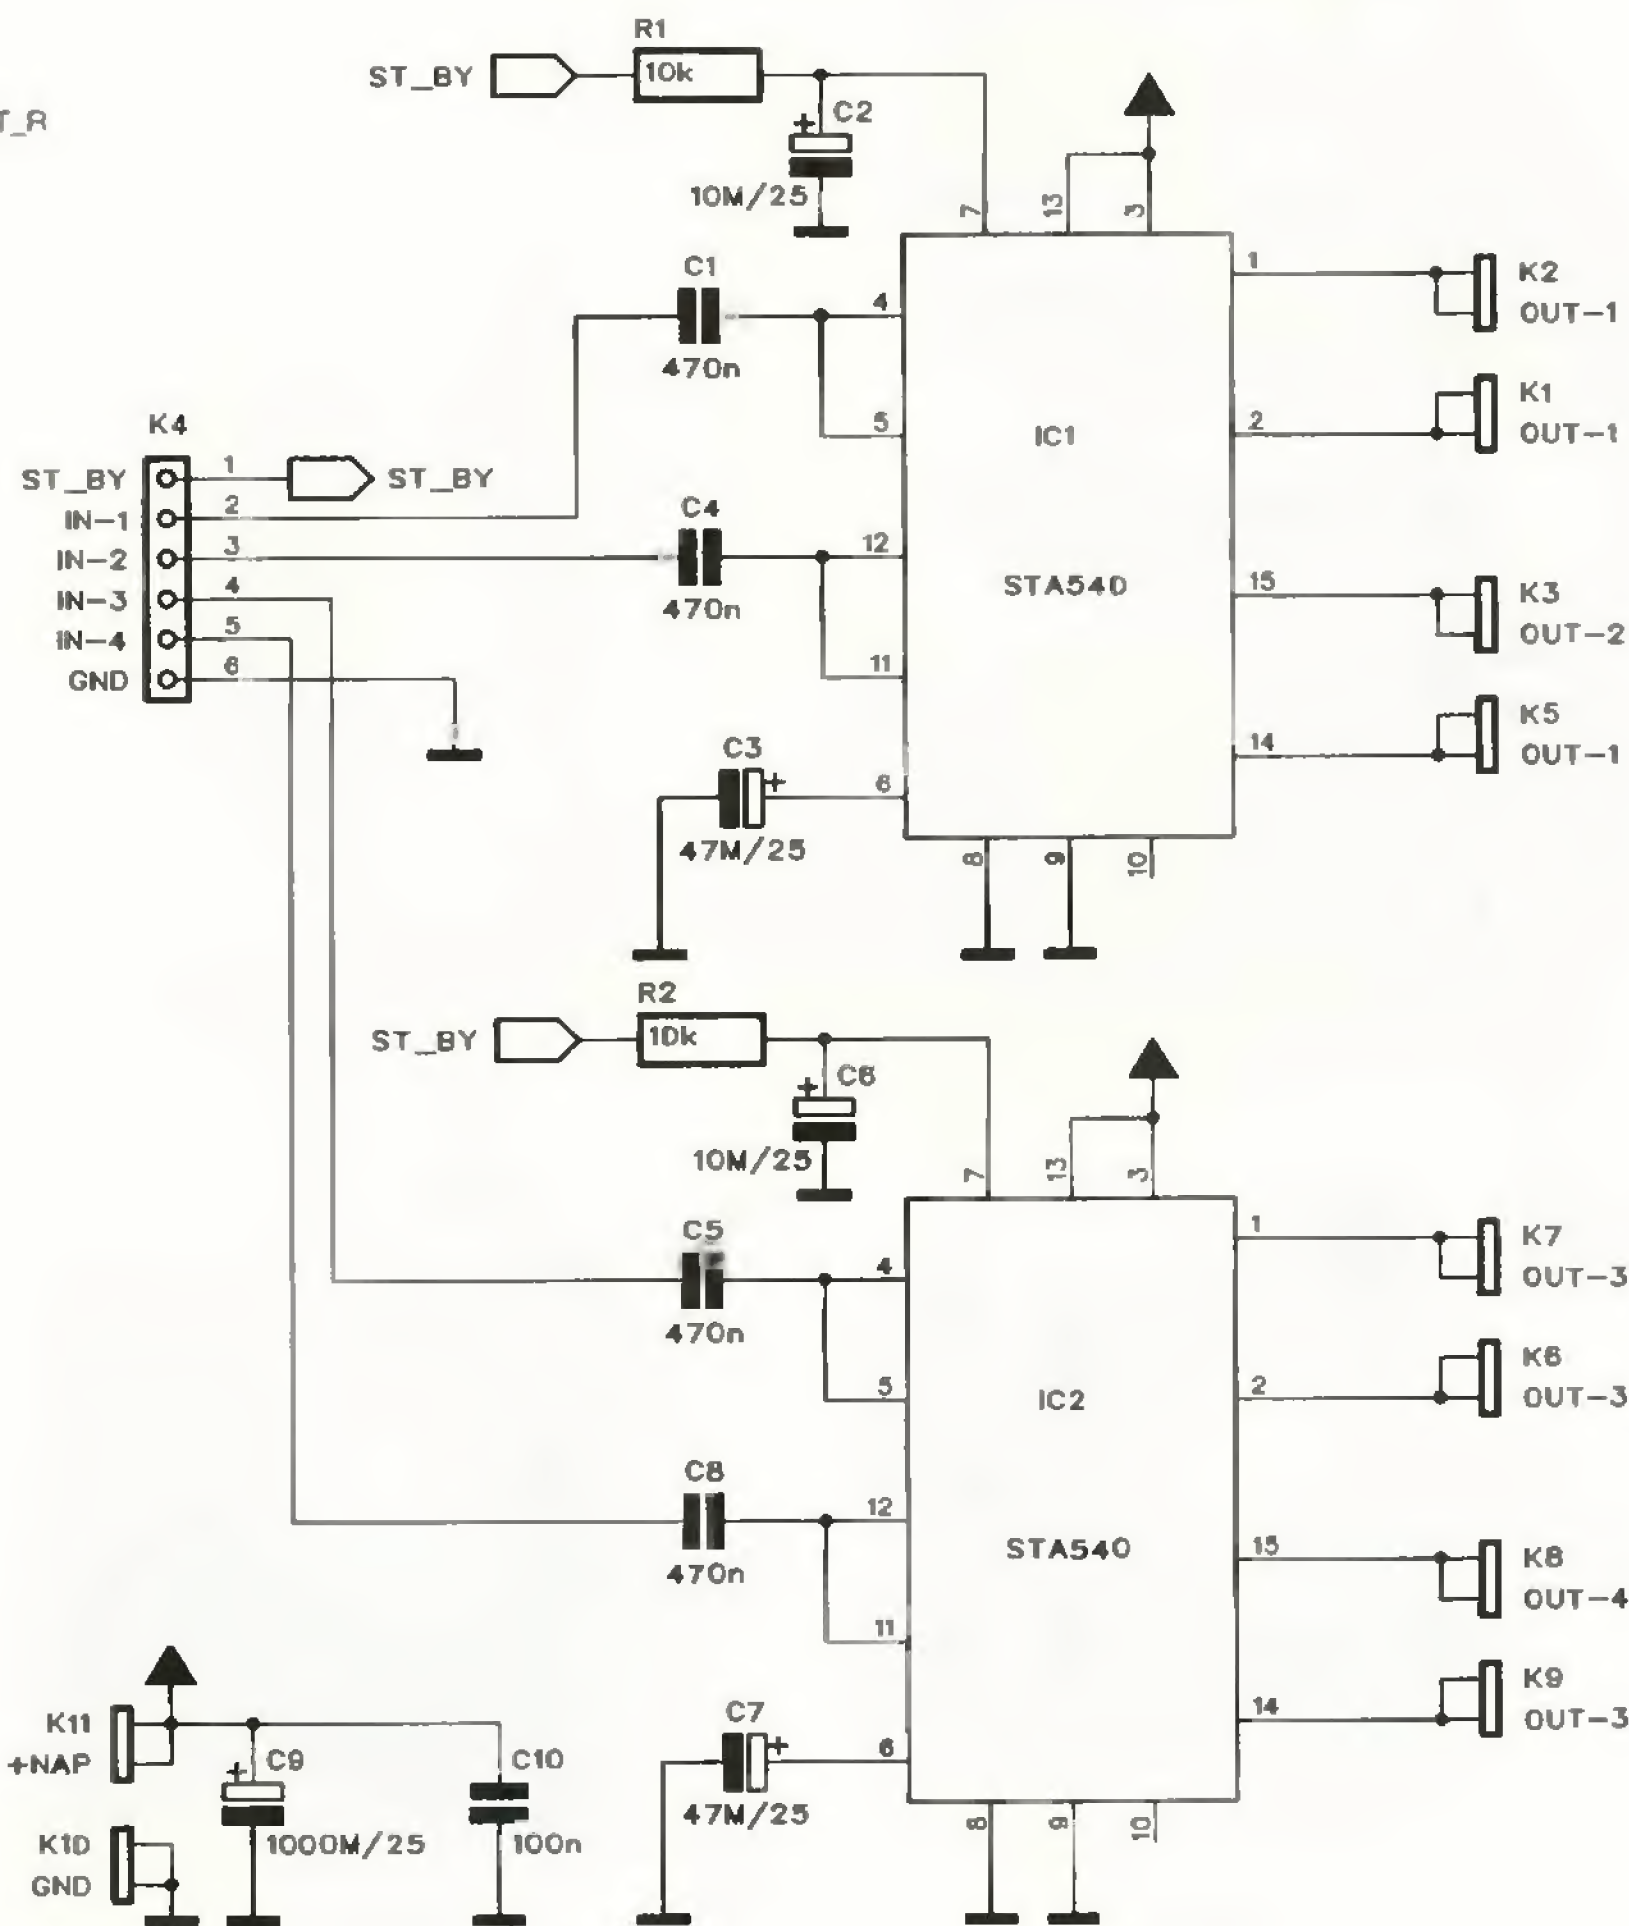 R1
ST_BY
10k
T_R
C2
10M/25
7
13
3
C1
470n
4
5
1
K2
OUT-1
IC1
2
K1
OUT-1
K4
ST_BY
1
ST_BY
IN-1
2
IN-2
3
IN-3
4
IN-4
5
GND
6
C4
470n
12
11
STA540
15
K3
OUT-2
14
K5
OUT-1
C3
47M/25
6
8
9
10
R2
ST_BY
10k
C6
10M/25
7
13
3
C5
470n
4
5
1
K7
OUT-3
IC2
2
K6
OUT-3
C8
470n
12
11
STA540
15
K8
OUT-4
14
K9
OUT-3
K11
+NAP
C9
1000M/25
C10
100n
K10
GND
C7
47M/25
6
8
9
10